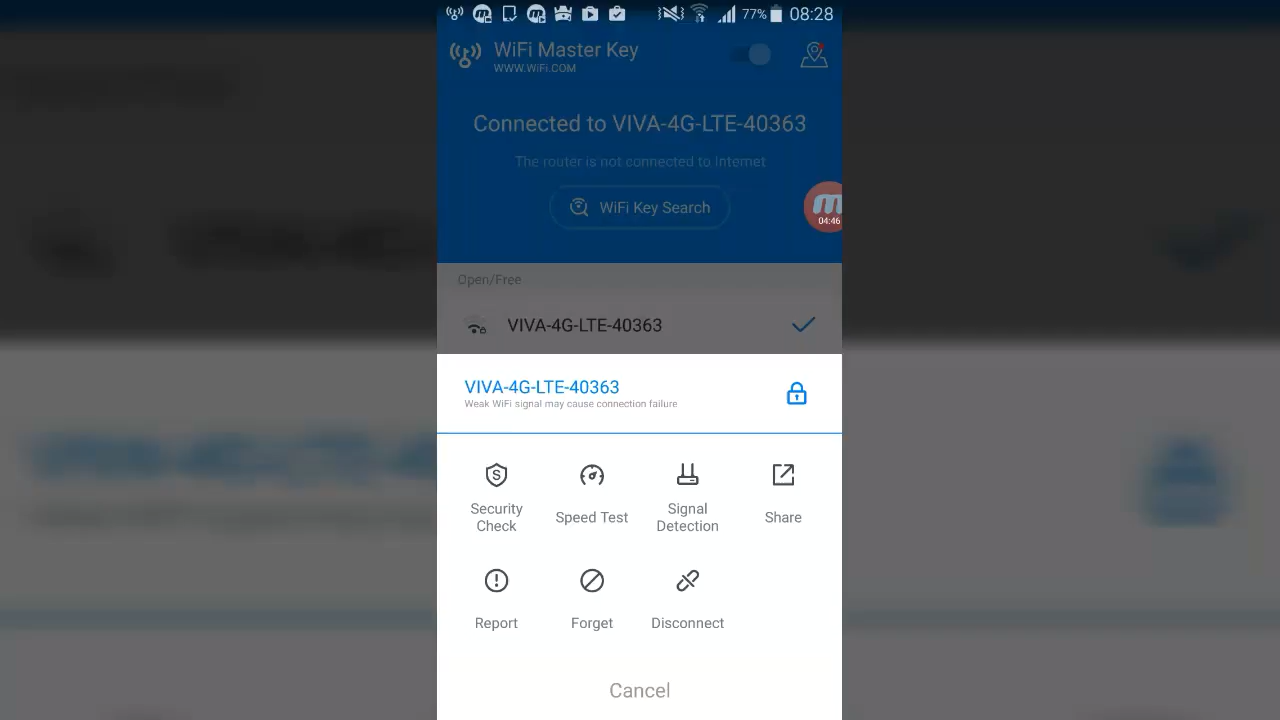 77% 08:28
WiFi Master Key
WWW.WiFi.COM
Connected to VIVA-4G-LTE-40363
The router is not connected to Internet
WiFi Key Search
04:46
Open/Free
VIVA-4G-LTE-40363
VIVA-4G-LTE-40363
Weak WiFi signal may cause connection failure
Security Check
Speed Test
Signal Detection
Share
Report
Forget
Disconnect
Cancel